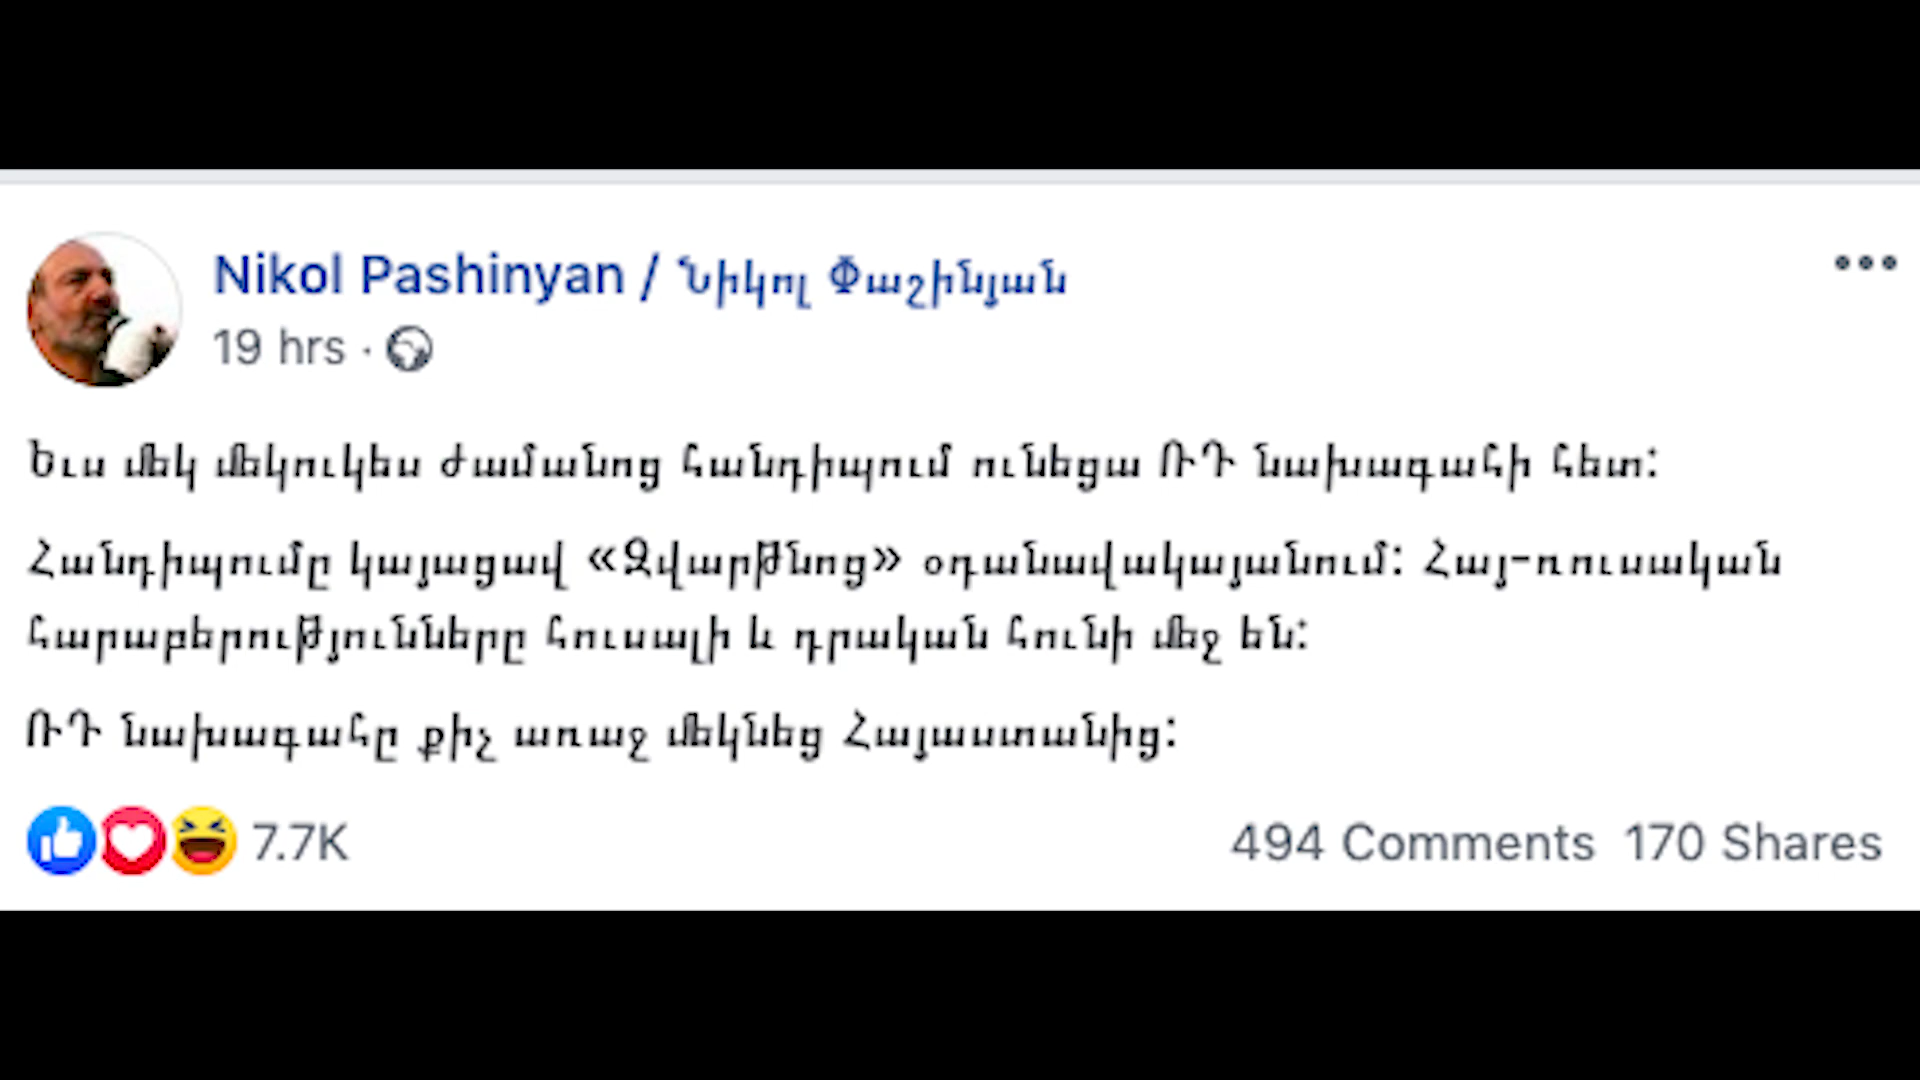 Nikol Pashinyan / Նիկոլ Փաշինյան
19 hrs ·
Եւս մեկ մեկուկես ժամանոց հանդիպում ունեցա ՌԴ նախագահի հետ:
Հանդիպումը կայացավ «Զվարթնոց» օդանավակայանում: Հայ-ռուսական
հարաբերությունները հուսալի և դրական հունի մեջ են:
ՌԴ նախագահը քիչ առաջ մեկնեց Հայաստանից:
7.7K 494 Comments 170 Shares